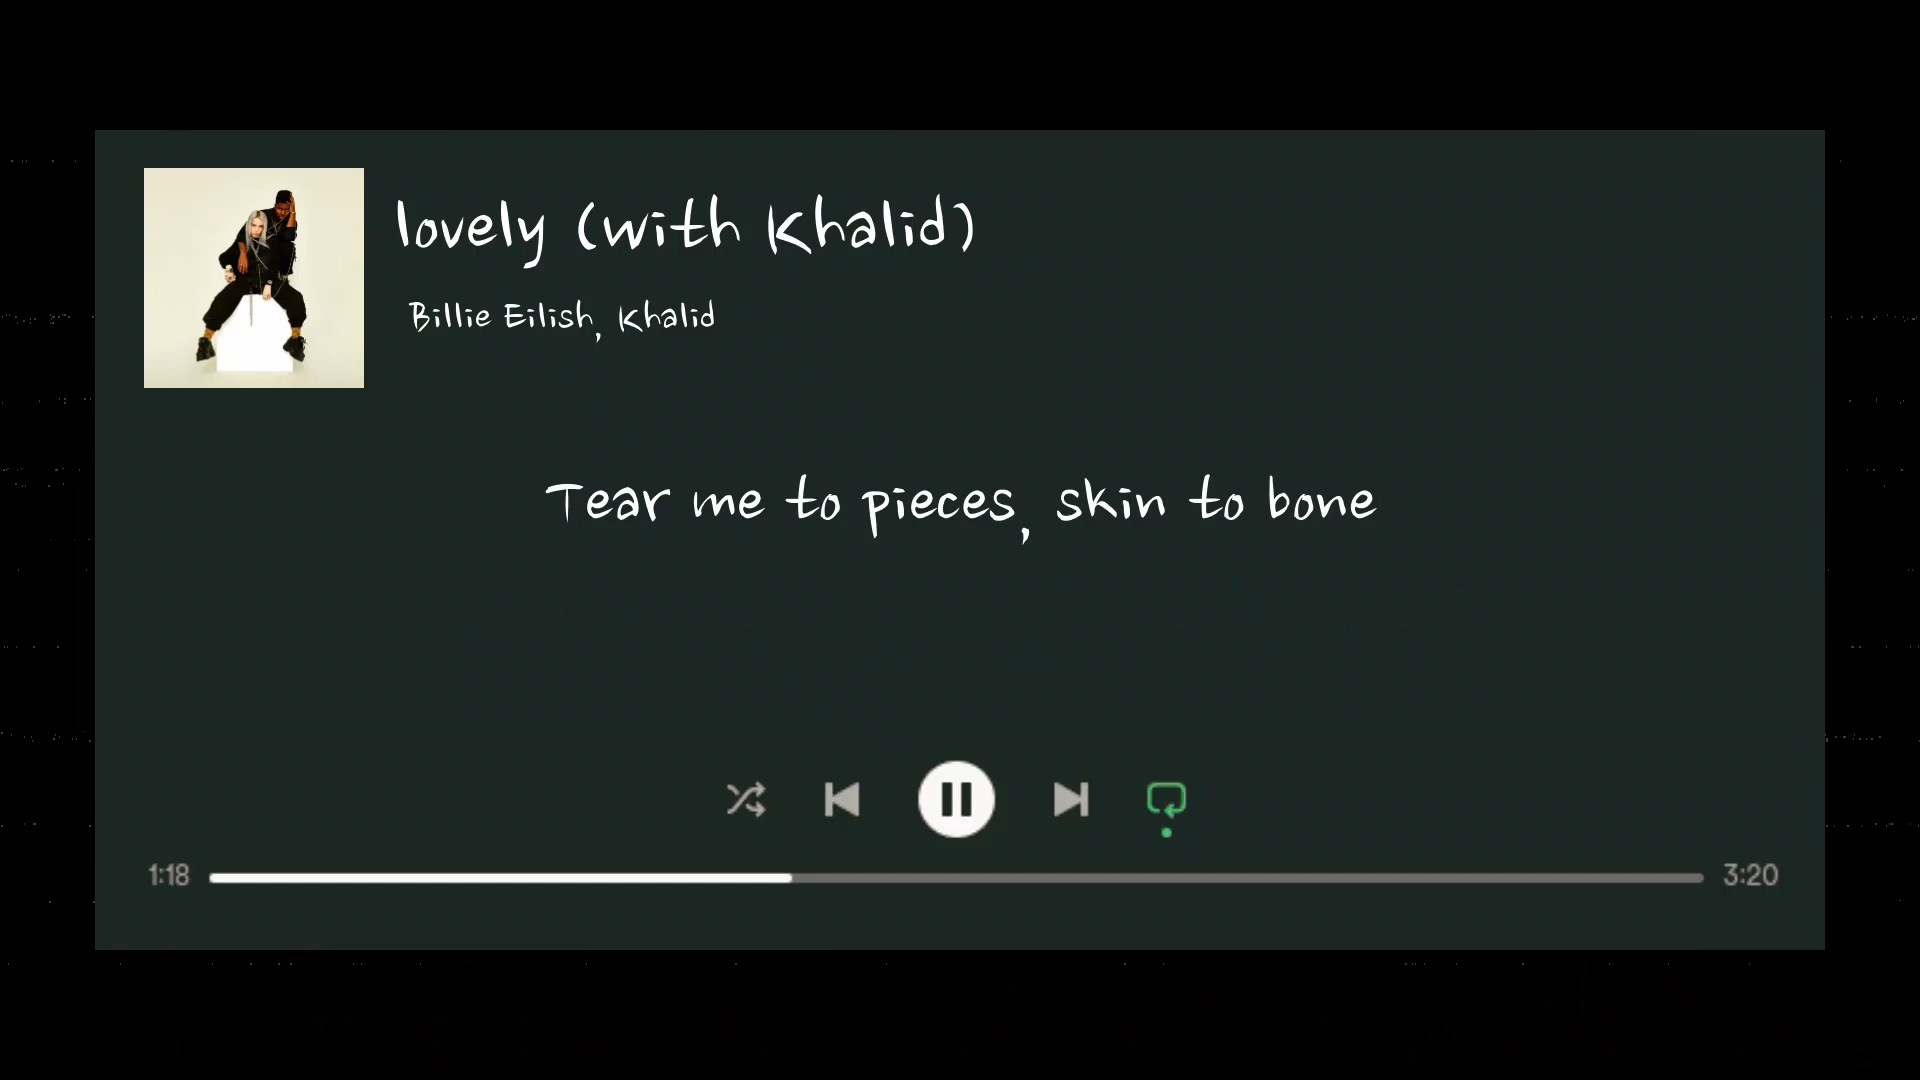 lovely (with Khalid)
Billie Eilish, Khalid
Tear me to pieces, skin to bone
1:18
3:20